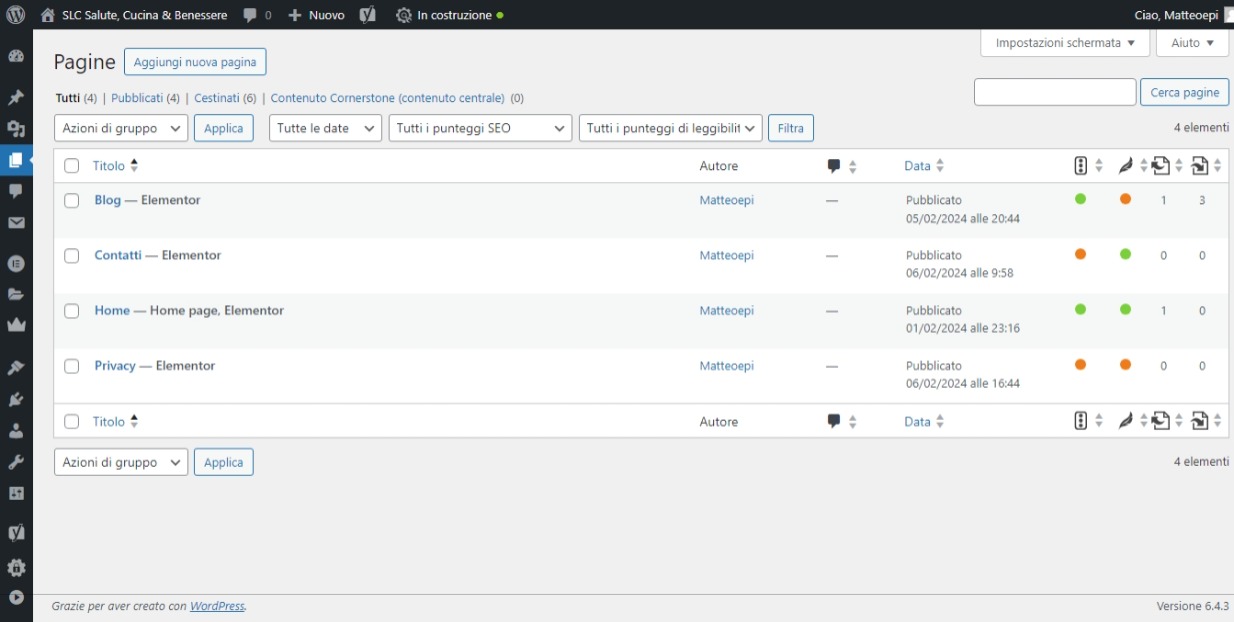 SLC Salute, Cucina & Benessere 0 Nuovo In costruzione Ciao, Matteoepi
Impostazioni schermata Aiuto
Pagine Aggiungi nuova pagina
Tutti (4) | Pubblicati (4) | Cestinati (6) | Contenuto Cornerstone (contenuto centrale) (0)
Cerca pagine
Azioni di gruppo Applica Tutte le date Tutti i punteggi SEO Tutti i punteggi di leggibilit Filtra 4 elementi
Titolo Autore Data
Blog — Elementor Matteoepi — Pubblicato 1 3
05/02/2024 alle 20:44
Contatti — Elementor Matteoepi — Pubblicato 0 0
06/02/2024 alle 9:58
Home — Home page, Elementor Matteoepi — Pubblicato 1 0
01/02/2024 alle 23:16
Privacy — Elementor Matteoepi — Pubblicato 0 0
06/02/2024 alle 16:44
Titolo Autore Data
Azioni di gruppo Applica 4 elementi
Grazie per aver creato con WordPress. Versione 6.4.3